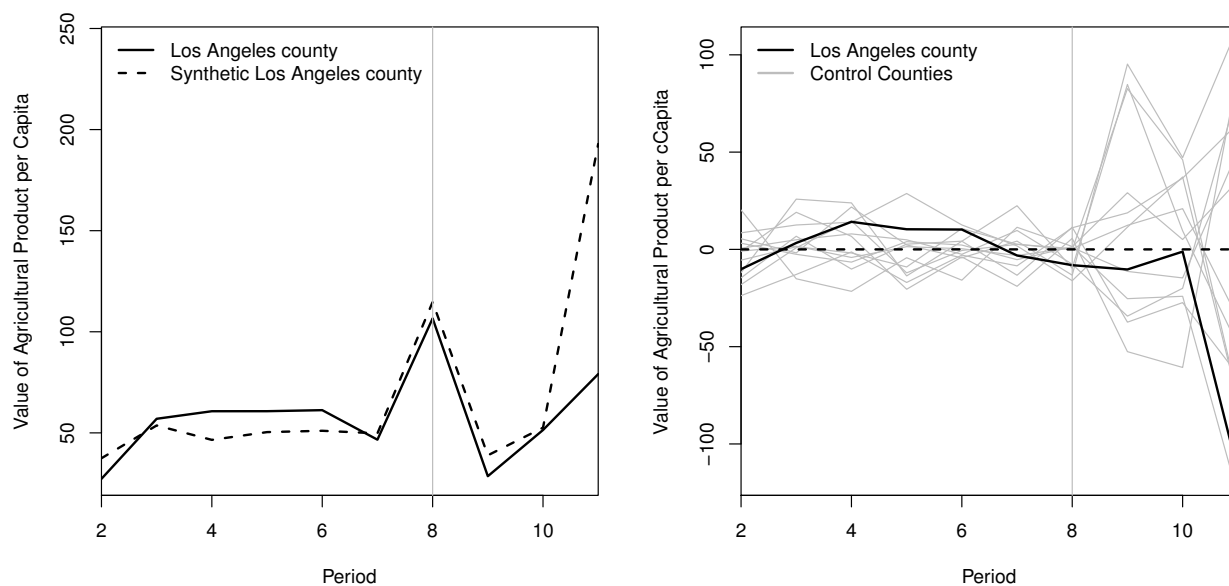 Value of Agricultural Product per Capita
250
200
150
100
50
Los Angeles county
Synthetic Los Angeles county
2 4 6 8 10
Period
Value of Agricultural Product per cCapita
100
50
0
−50
−100
Los Angeles county
Control Counties
2 4 6 8 10
Period